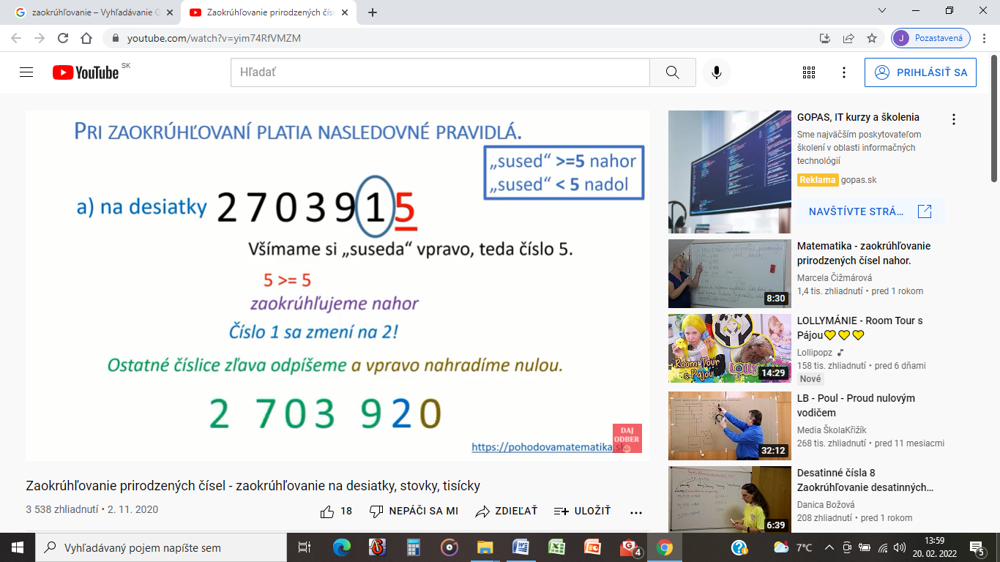 zaokrúhľovanie – Vyhľadávanie G
Zaokrúhľovanie prirodzených číse
youtube.com/watch?v=yim74RfVMZM
J Pozastavená
YouTube SK
Hľadať
PRIHLÁSIŤ SA
PRI ZAOKRÚHĽOVANÍ PLATIA NASLEDOVNÉ PRAVIDLÁ.
„sused“ >=5 nahor
„sused“ < 5 nadol
a) na desiatky 2 7 0 3 9 1 5
Všímame si „suseda“ vpravo, teda číslo 5.
5 >= 5
zaokrúhľujeme nahor
Číslo 1 sa zmení na 2!
Ostatné číslice zľava odpíšeme a vpravo nahradíme nulou.
2 703 920
DAJ
ODBER
https://pohodovamatematika.sk
Zaokrúhľovanie prirodzených čísel - zaokrúhľovanie na desiatky, stovky, tisícky
3 538 zhliadnutí • 2. 11. 2020
18 NEPÁČI SA MI ZDIEĽAŤ ULOŽIŤ
GOPAS, IT kurzy a školenia
Sme najväčším poskytovateľom
školení v oblasti informačných
technológií
Reklama gopas.sk
NAVŠTÍVTE STRÁ…
Matematika - zaokrúhľovanie
prirodzených čísel nahor.
Marcela Čižmárová
1,4 tis. zhliadnutí • pred 1 rokom
8:30
LOLLYMÁNIE - Room Tour s
Pájou💛💛💛
Lollipopz
158 tis. zhliadnutí • pred 6 dňami
Nové
Room Tour
s Pájou
14:29
LB - Poul - Proud nulovým
vodičem
Media ŠkolaKřižík
268 tis. zhliadnutí • pred 11 mesiacmi
32:12
Desatinné čísla 8
Zaokrúhľovanie desatinných…
Danica Božová
208 zhliadnutí • pred 1 rokom
6:39
Vyhľadávaný pojem napíšte sem
4
7°C
13:59
20. 02. 2022
5